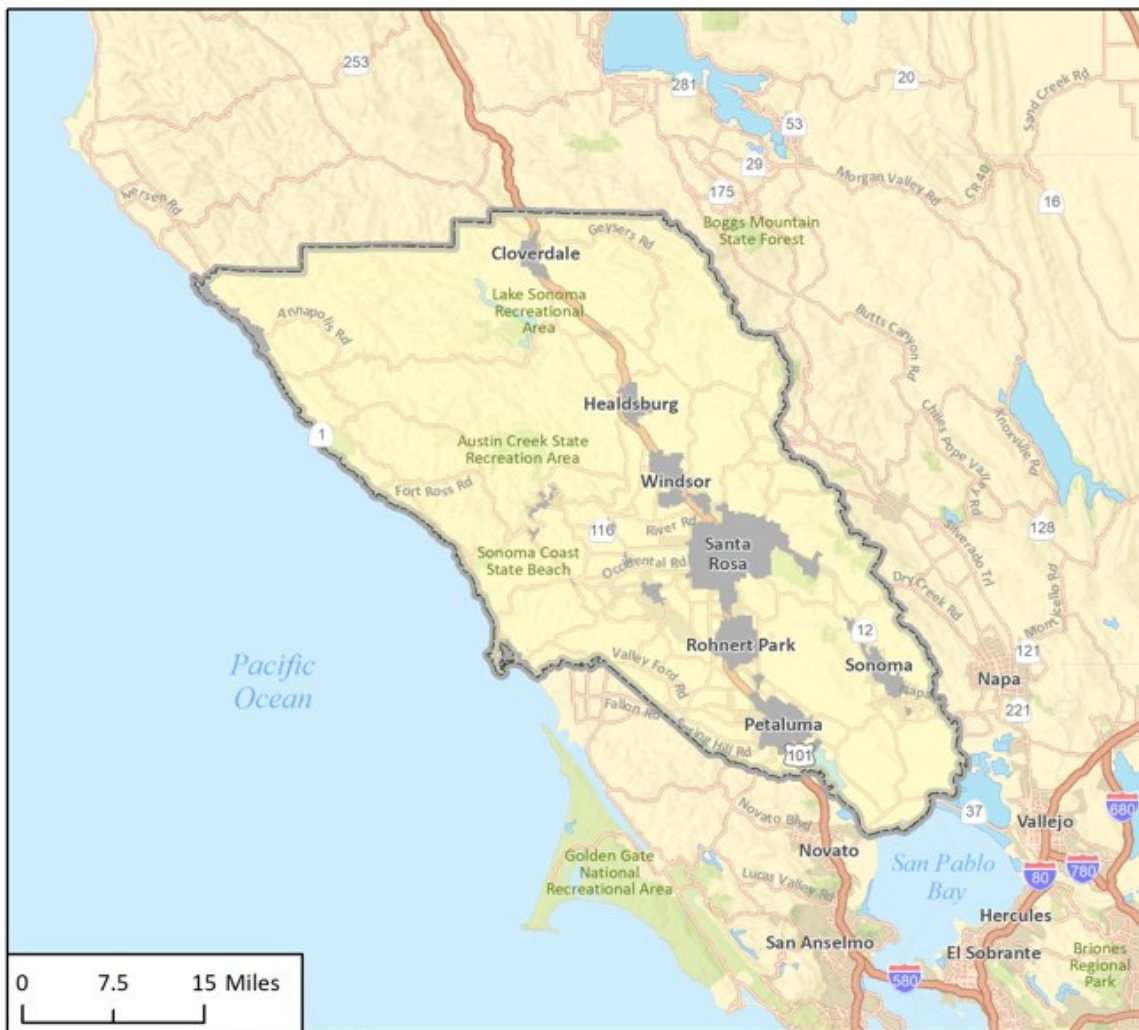 253
20
Sand Creek Rd
281
53
29
Morgan Valley Rd
CR 40
175
16
Iversen Rd
Boggs Mountain
State Forest
Geysers Rd
Cloverdale
Lake Sonoma
Recreational
Area
Annapolis Rd
Butts Canyon Rd
Healdsburg
Chiles Pope Valley Rd
Knoxville Rd
1
Austin Creek State
Recreation Area
Windsor
Fort Ross Rd
116
River Rd
128
Silverado Trl
Santa
Rosa
Sonoma Coast
State Beach
Occidental Rd
Dry Creek Rd
12
Rohnert Park
121
Valley Ford Rd
Sonoma
Napa
Pacific
Ocean
Napa
221
Fallon Rd
Petaluma
Spring Hill Rd
101
37
680
Novato Blvd
Vallejo
Novato
Golden Gate
National
Recreational Area
San Pablo
Bay
80
780
Lucas Valley Rd
Hercules
San Anselmo
El Sobrante
Briones
Regional
Park
580
0 7.5 15 Miles